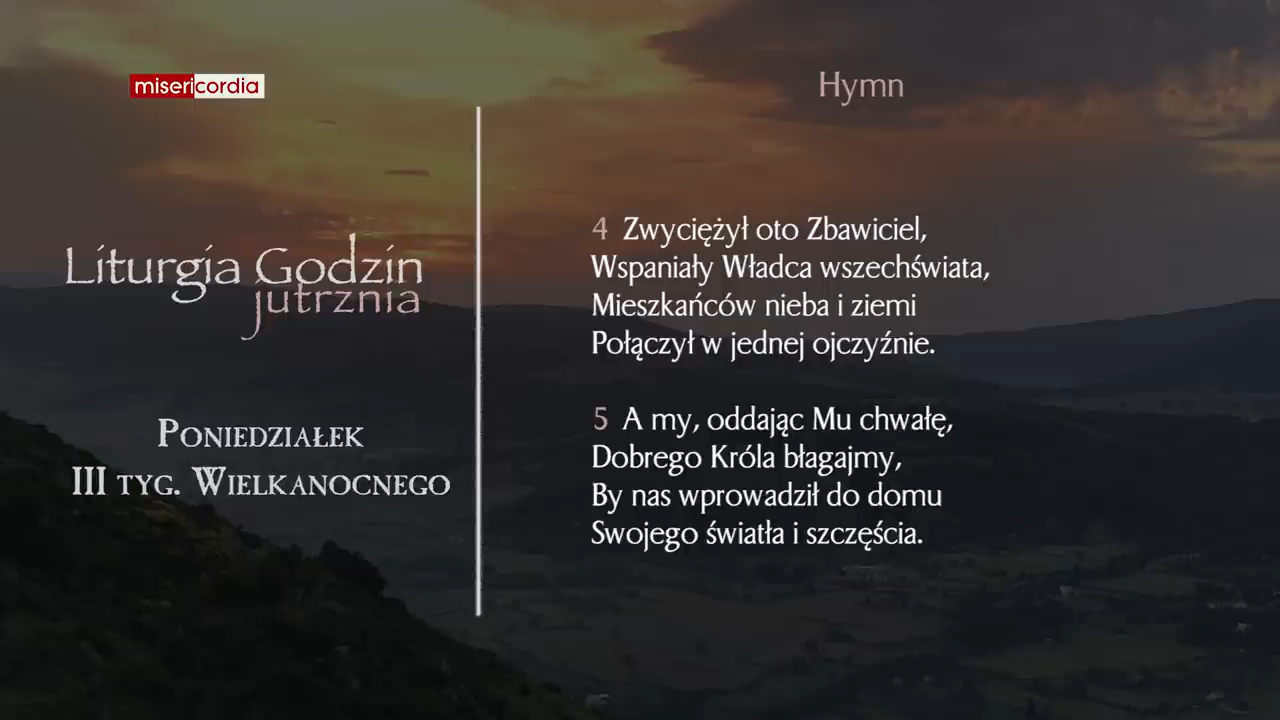 misericordia
Liturgia Godzin
jutrznia
Poniedziałek
III tyg. Wielkanocnego
Hymn
4 Zwyciężył oto Zbawiciel,
Wspaniały Władca wszechświata,
Mieszkańców nieba i ziemi
Połączył w jednej ojczyźnie.
5 A my, oddając Mu chwałę,
Dobrego Króla błagajmy,
By nas wprowadził do domu
Swojego światła i szczęścia.